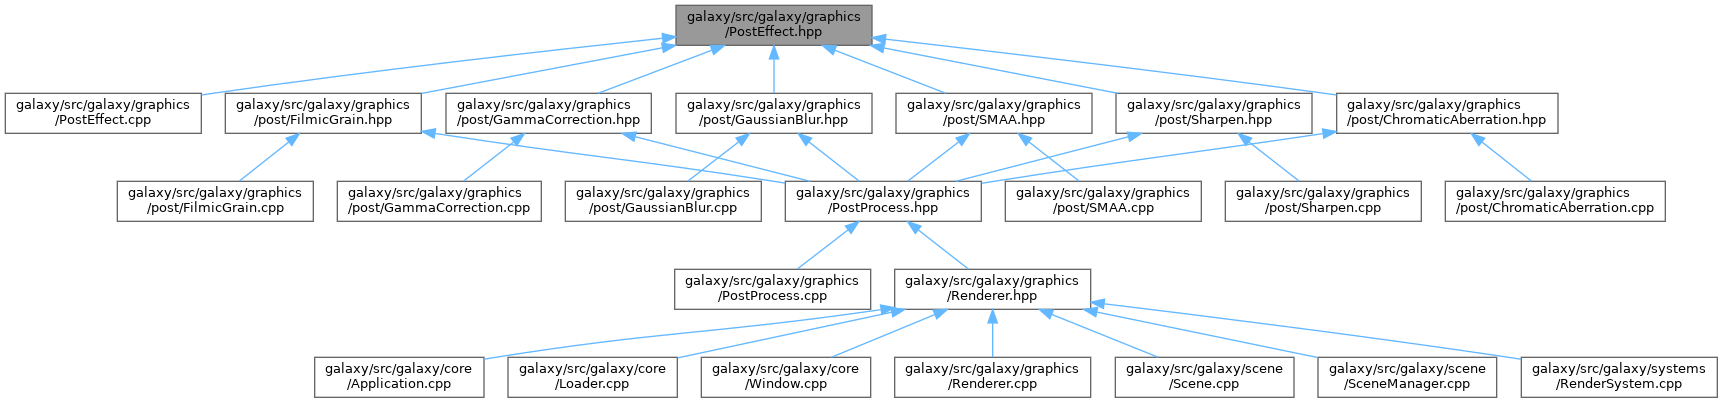 galaxy/src/galaxy/graphics
/PostEffect.hpp
galaxy/src/galaxy/graphics
/PostEffect.cpp
galaxy/src/galaxy/graphics
/post/FilmicGrain.hpp
galaxy/src/galaxy/graphics
/post/GammaCorrection.hpp
galaxy/src/galaxy/graphics
/post/GaussianBlur.hpp
galaxy/src/galaxy/graphics
/post/SMAA.hpp
galaxy/src/galaxy/graphics
/post/Sharpen.hpp
galaxy/src/galaxy/graphics
/post/ChromaticAberration.hpp
galaxy/src/galaxy/graphics
/post/FilmicGrain.cpp
galaxy/src/galaxy/graphics
/post/GammaCorrection.cpp
galaxy/src/galaxy/graphics
/post/GaussianBlur.cpp
galaxy/src/galaxy/graphics
/PostProcess.hpp
galaxy/src/galaxy/graphics
/post/SMAA.cpp
galaxy/src/galaxy/graphics
/post/Sharpen.cpp
galaxy/src/galaxy/graphics
/post/ChromaticAberration.cpp
galaxy/src/galaxy/graphics
/PostProcess.cpp
galaxy/src/galaxy/graphics
/Renderer.hpp
galaxy/src/galaxy/core
/Application.cpp
galaxy/src/galaxy/core
/Loader.cpp
galaxy/src/galaxy/core
/Window.cpp
galaxy/src/galaxy/graphics
/Renderer.cpp
galaxy/src/galaxy/scene
/Scene.cpp
galaxy/src/galaxy/scene
/SceneManager.cpp
galaxy/src/galaxy/systems
/RenderSystem.cpp